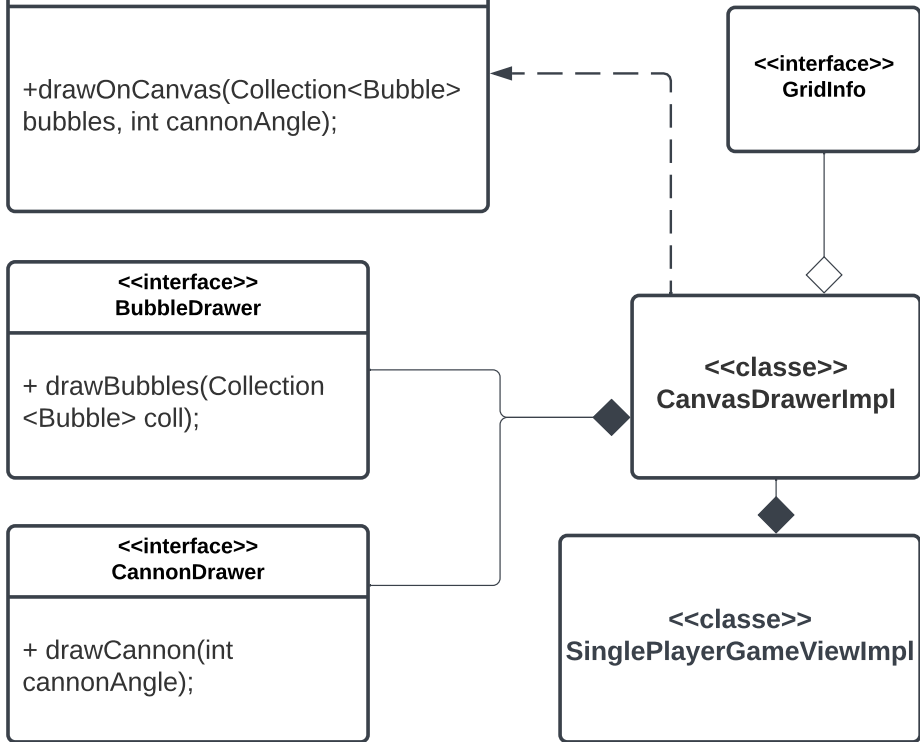 +drawOnCanvas(Collection<Bubble>
bubbles, int cannonAngle);
<<interface>>
GridInfo
<<interface>>
BubbleDrawer
+ drawBubbles(Collection
<Bubble> coll);
<<classe>>
CanvasDrawerImpl
<<interface>>
CannonDrawer
+ drawCannon(int
cannonAngle);
<<classe>>
SinglePlayerGameViewImpl